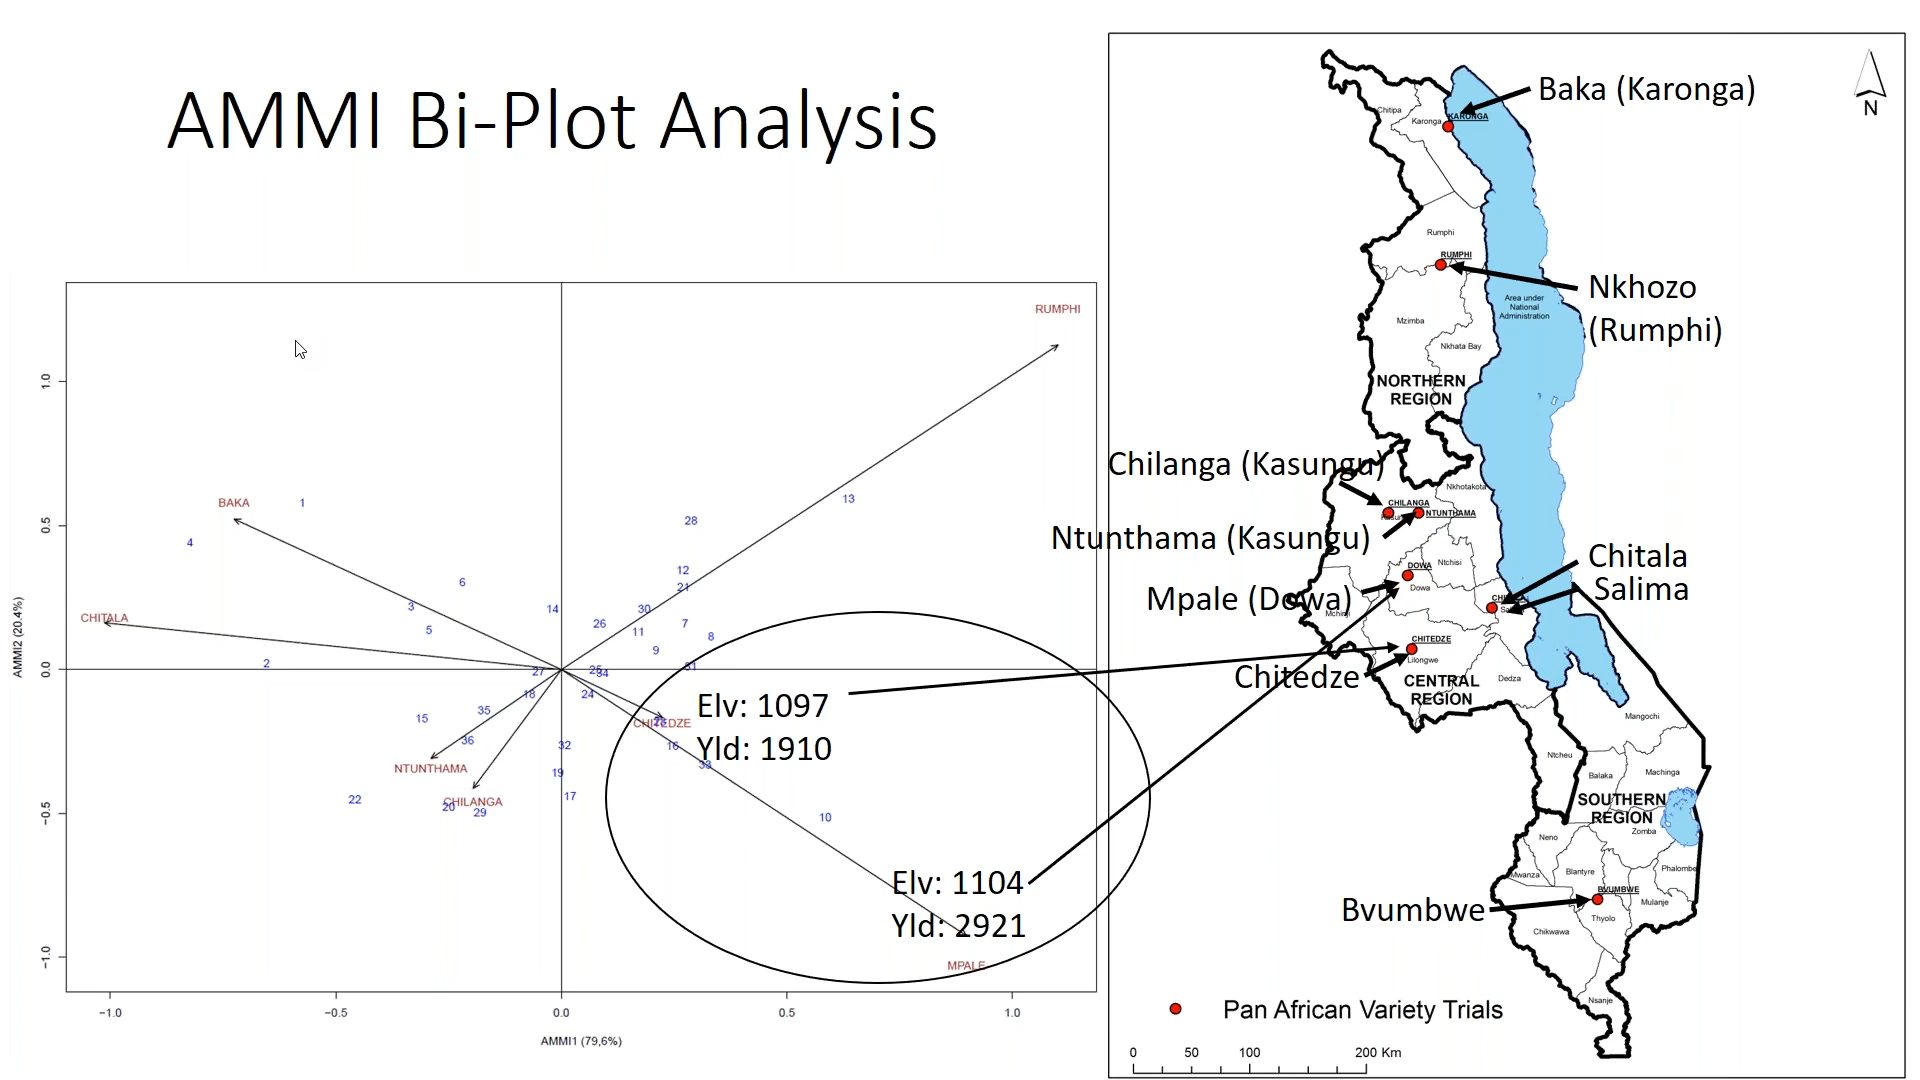 AMMI Bi-Plot Analysis
AMMI2 (20.4%)
1.0
0.5
0.0
−0.5
−1.0
RUMPHI
BAKA
1
13
28
4
12
6
21
3
14
30
CHITALA
26
7
5
11
8
9
2
31
27
25
34
18
24
35
15
CHITEDZE
36
32
16
33
NTUNTHAMA
19
22
CHILANGA
17
20
29
10
MPALE
Elv: 1097
Yld: 1910
Elv: 1104
Yld: 2921
−1.0
−0.5
0.0
0.5
1.0
AMMI1 (79,6%)
N
Baka (Karonga)
Chitipa
Karonga
KARONGA
Rumphi
RUMPHI
Nkhozo
(Rumphi)
Area under
National
Administration
Mzimba
Nkhata Bay
NORTHERN
REGION
Chilanga (Kasungu)
Nkhotakota
CHILANGA
NTUNTHAMA
Ntunthama (Kasungu)
Chitala
Salima
DOWA
Ntchisi
Dowa
Mpale (Dowa)
Mchinji
CHITEDZE
Lilongwe
Chitedze
Dedza
CENTRAL
REGION
Mangochi
Ntcheu
Balaka
Machinga
SOUTHERN
REGION
Zomba
Neno
Mwanza
Blantyre
Phalombe
BVUMBWE
Bvumbwe
Mulanje
Thyolo
Chikwawa
Nsanje
Pan African Variety Trials
0 50 100 200 Km